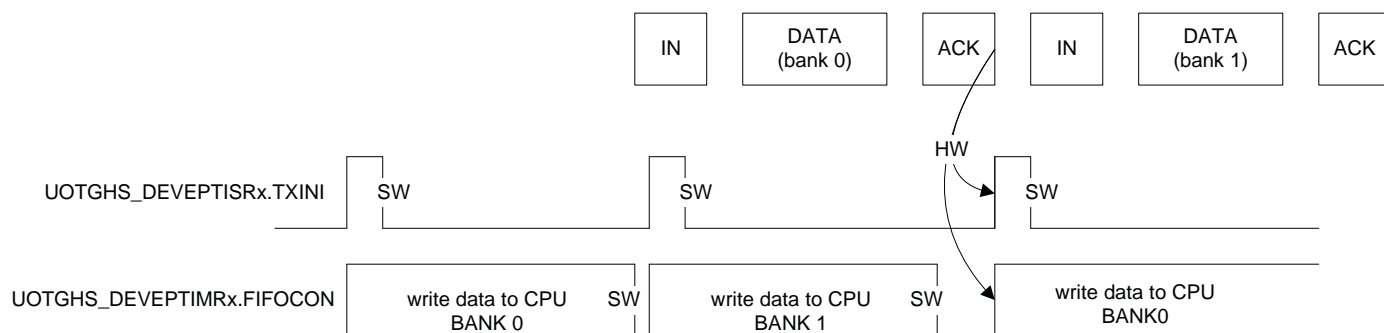 IN
DATA
(bank 0)
ACK
IN
DATA
(bank 1)
ACK
HW
UOTGHS_DEVEPTISRx.TXINI
SW
SW
SW
UOTGHS_DEVEPTIMRx.FIFOCON
write data to CPU
BANK 0
SW
write data to CPU
BANK 1
SW
write data to CPU
BANK0